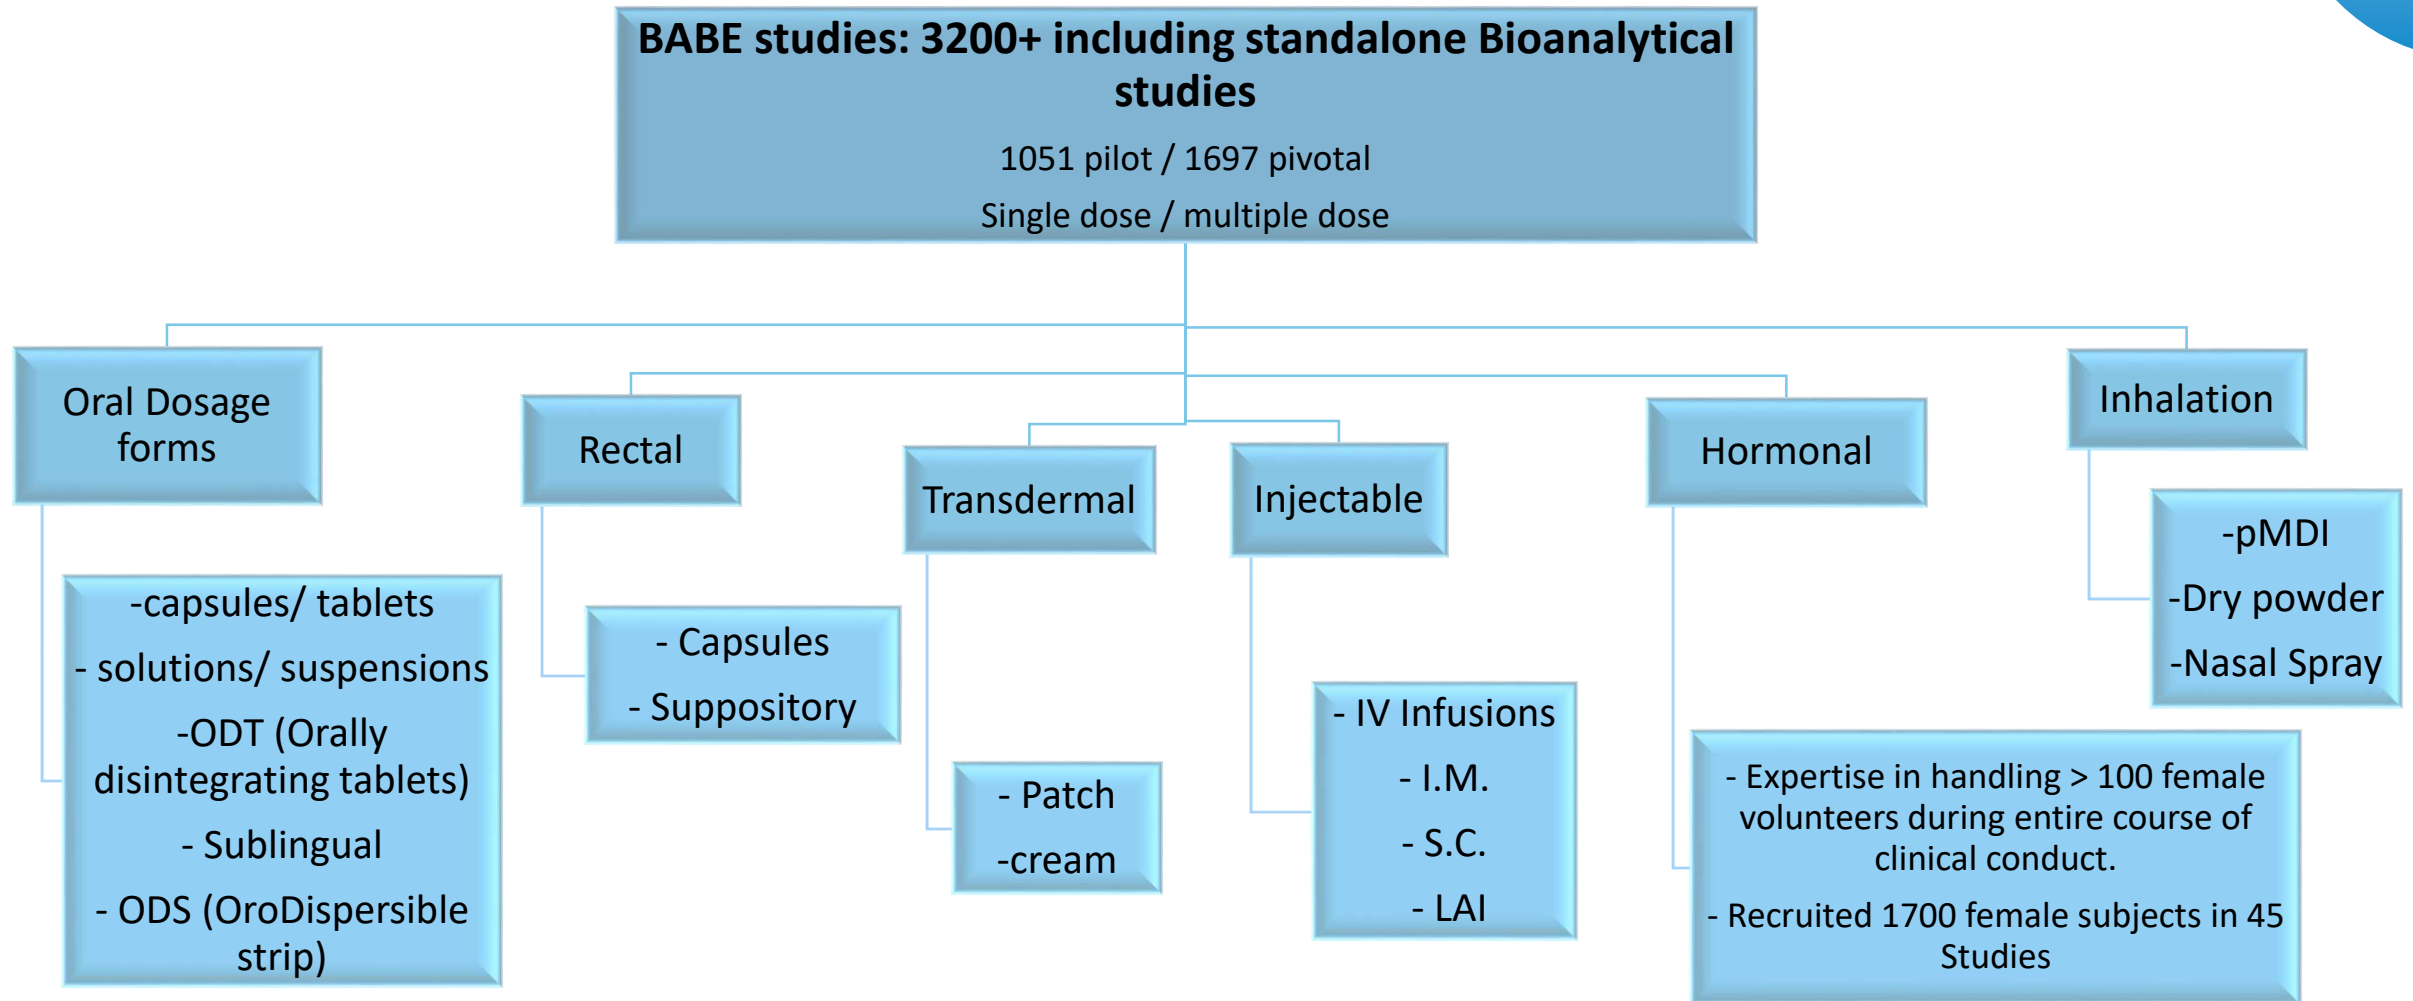 BABE studies: 3200+ including standalone Bioanalytical
studies
1051 pilot / 1697 pivotal
Single dose / multiple dose
Oral Dosage
forms
-capsules/ tablets
- solutions/ suspensions
-ODT (Orally
disintegrating tablets)
- Sublingual
- ODS (OroDispersible
strip)
Rectal
- Capsules
- Suppository
Transdermal
- Patch
-cream
Injectable
- IV Infusions
- I.M.
- S.C.
- LAI
Hormonal
- Expertise in handling > 100 female
volunteers during entire course of
clinical conduct.
- Recruited 1700 female subjects in 45
Studies
Inhalation
-pMDI
-Dry powder
-Nasal Spray